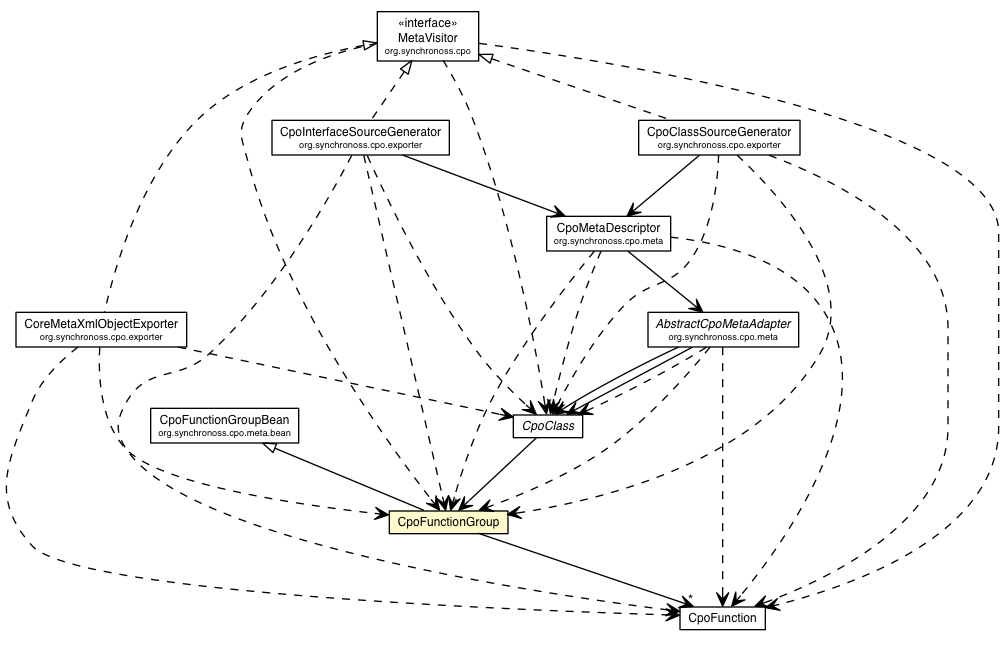 «interface»
MetaVisitor
org.synchronoss.cpo
CpoInterfaceSourceGenerator
org.synchronoss.cpo.exporter
CpoClassSourceGenerator
org.synchronoss.cpo.exporter
CpoMetaDescriptor
org.synchronoss.cpo.meta
CoreMetaXmlObjectExporter
org.synchronoss.cpo.exporter
AbstractCpoMetaAdapter
org.synchronoss.cpo.meta
CpoFunctionGroupBean
org.synchronoss.cpo.meta.bean
CpoClass
CpoFunctionGroup
*
CpoFunction